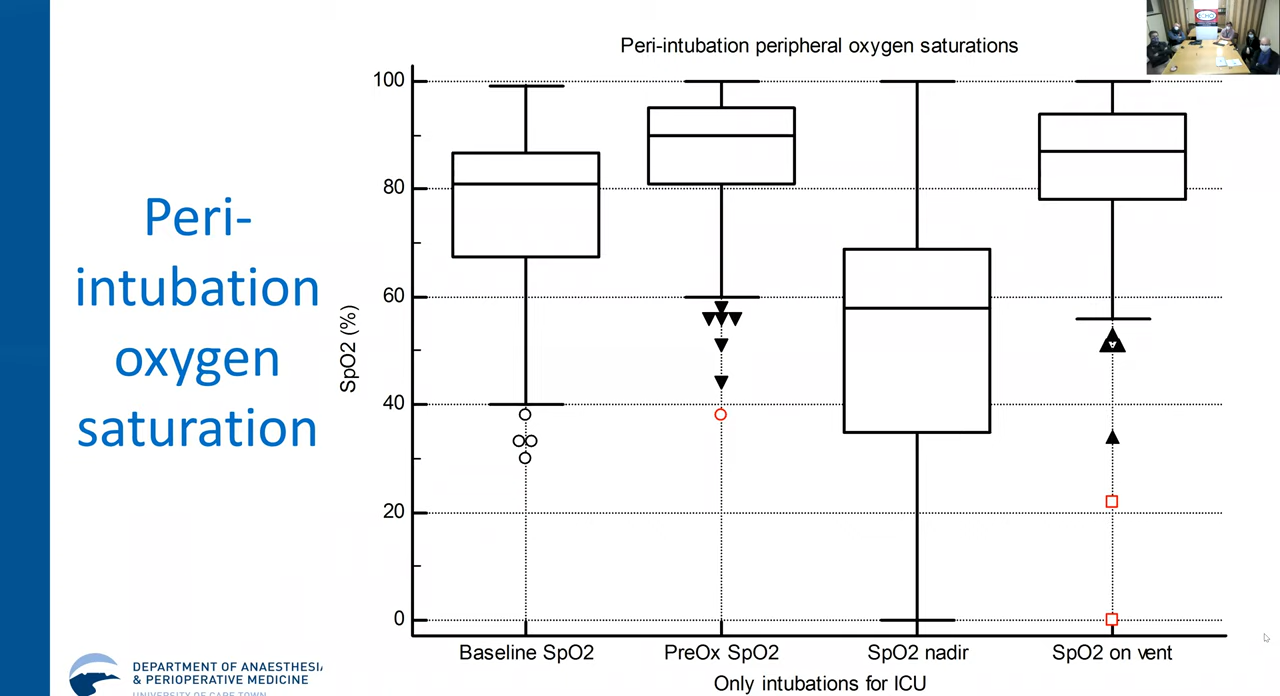 Peri-
intubation
oxygen
saturation
Peri-intubation peripheral oxygen saturations
SpO2 (%)
100
80
60
40
20
0
Baseline SpO2
PreOx SpO2
SpO2 nadir
SpO2 on vent
Only intubations for ICU
DEPARTMENT OF ANAESTHESIA
& PERIOPERATIVE MEDICINE
UNIVERSITY OF CAPE TOWN